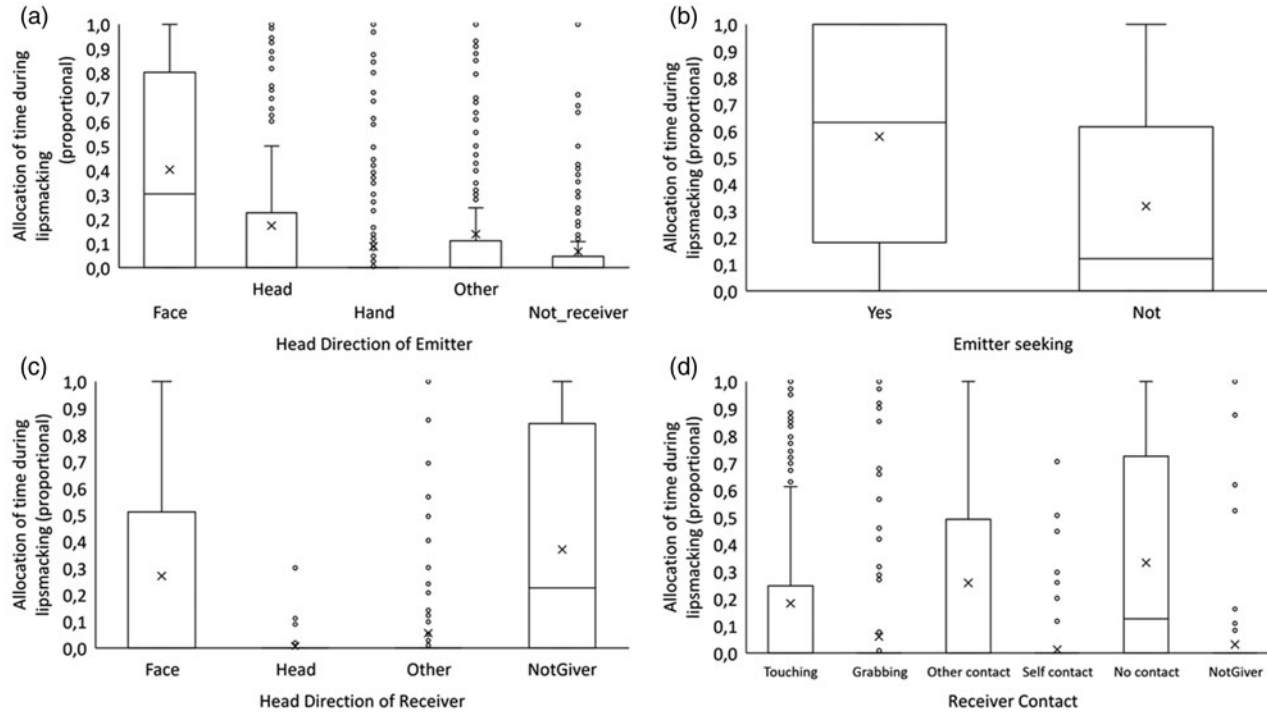 (a)
Allocation of time during
lipsmacking
(proportional)
1,0
0,9
0,8
0,7
0,6
0,5
0,4
0,3
0,2
0,1
0,0
Face
Head
Hand
Other
Not_receiver
Head Direction of Emitter
(b)
Allocation of time during
lipsmacking (proportional)
1,0
0,9
0,8
0,7
0,6
0,5
0,4
0,3
0,2
0,1
0,0
Yes
Not
Emitter seeking
(c)
Allocation of time during
lipsmacking (proportional)
1,0
0,9
0,8
0,7
0,6
0,5
0,4
0,3
0,2
0,1
0,0
Face
Head
Other
NotGiver
Head Direction of Receiver
(d)
Allocation of time during
lipsmacking (proportional)
1,0
0,9
0,8
0,7
0,6
0,5
0,4
0,3
0,2
0,1
0,0
Touching
Grabbing
Other contact
Self contact
No contact
NotGiver
Receiver Contact